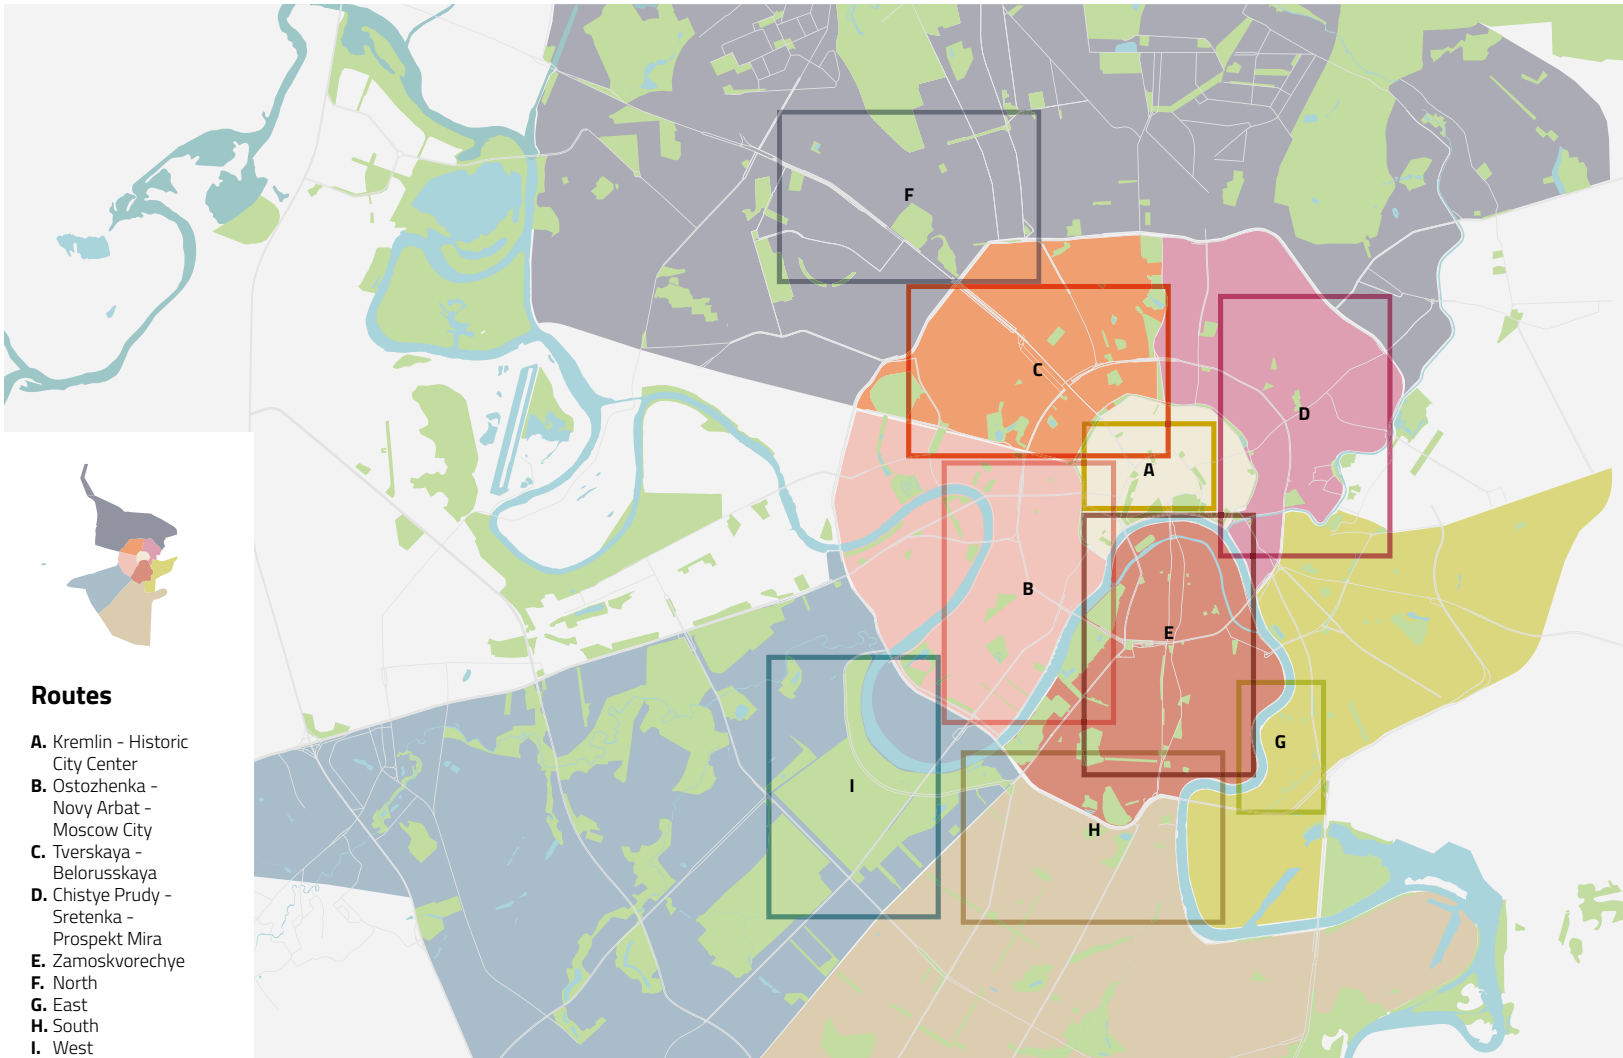 F
C
D
A
B
E
G
I
H
Routes
A. Kremlin - Historic
City Center
B. Ostozhenka -
Novy Arbat -
Moscow City
C. Tverskaya -
Belorusskaya
D. Chistye Prudy -
Sretenka -
Prospekt Mira
E. Zamoskvorechye
F. North
G. East
H. South
I. West